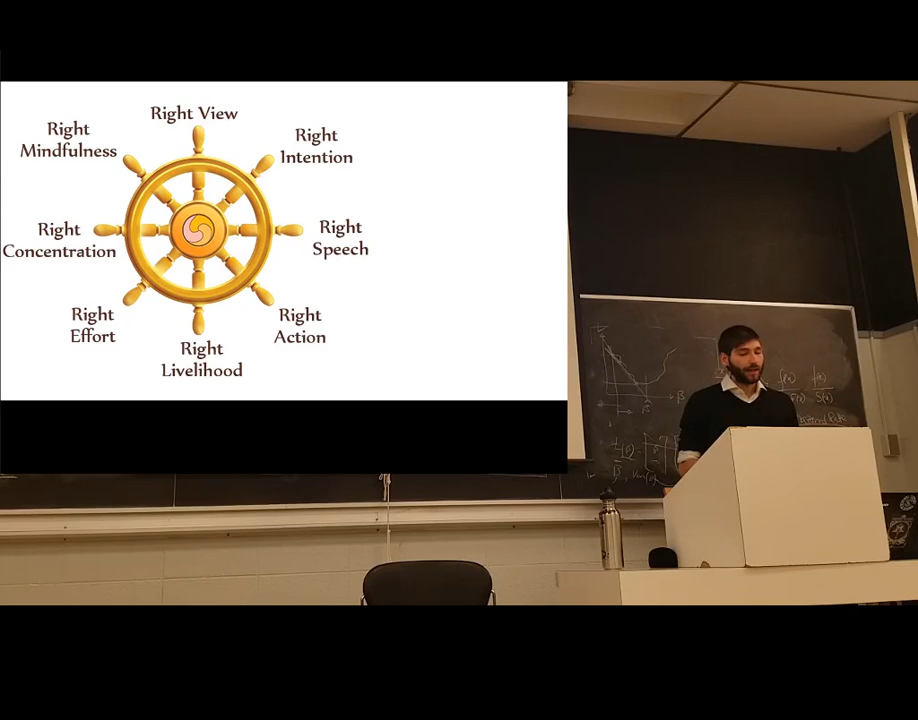 Right View
Right
Intention
Right
Speech
Right
Action
Right
Livelihood
Right
Effort
Right
Concentration
Right
Mindfulness
β
f(x)
S(x)